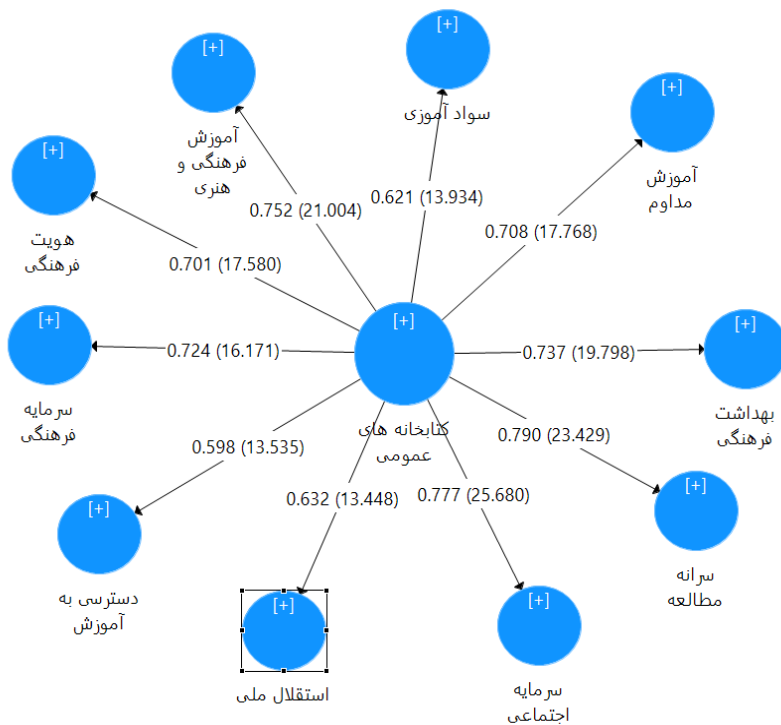 [+]
سواد آموزی
[+]
آموزش
فرهنگی و
هنری
[+]
آموزش
مداوم
[+]
هویت
فرهنگی
0.752 (21.004)
0.621 (13.934)
0.708 (17.768)
0.701 (17.580)
[+]
سرمایه
فرهنگی
[+]
کتابخانه های
عمومی
[+]
بهداشت
فرهنگی
0.724 (16.171)
0.737 (19.798)
0.598 (13.535)
0.790 (23.429)
0.632 (13.448)
0.777 (25.680)
[+]
دسترسی به
آموزش
[+]
سرانه
مطالعه
[+]
استقلال ملی
[+]
سرمایه
اجتماعی